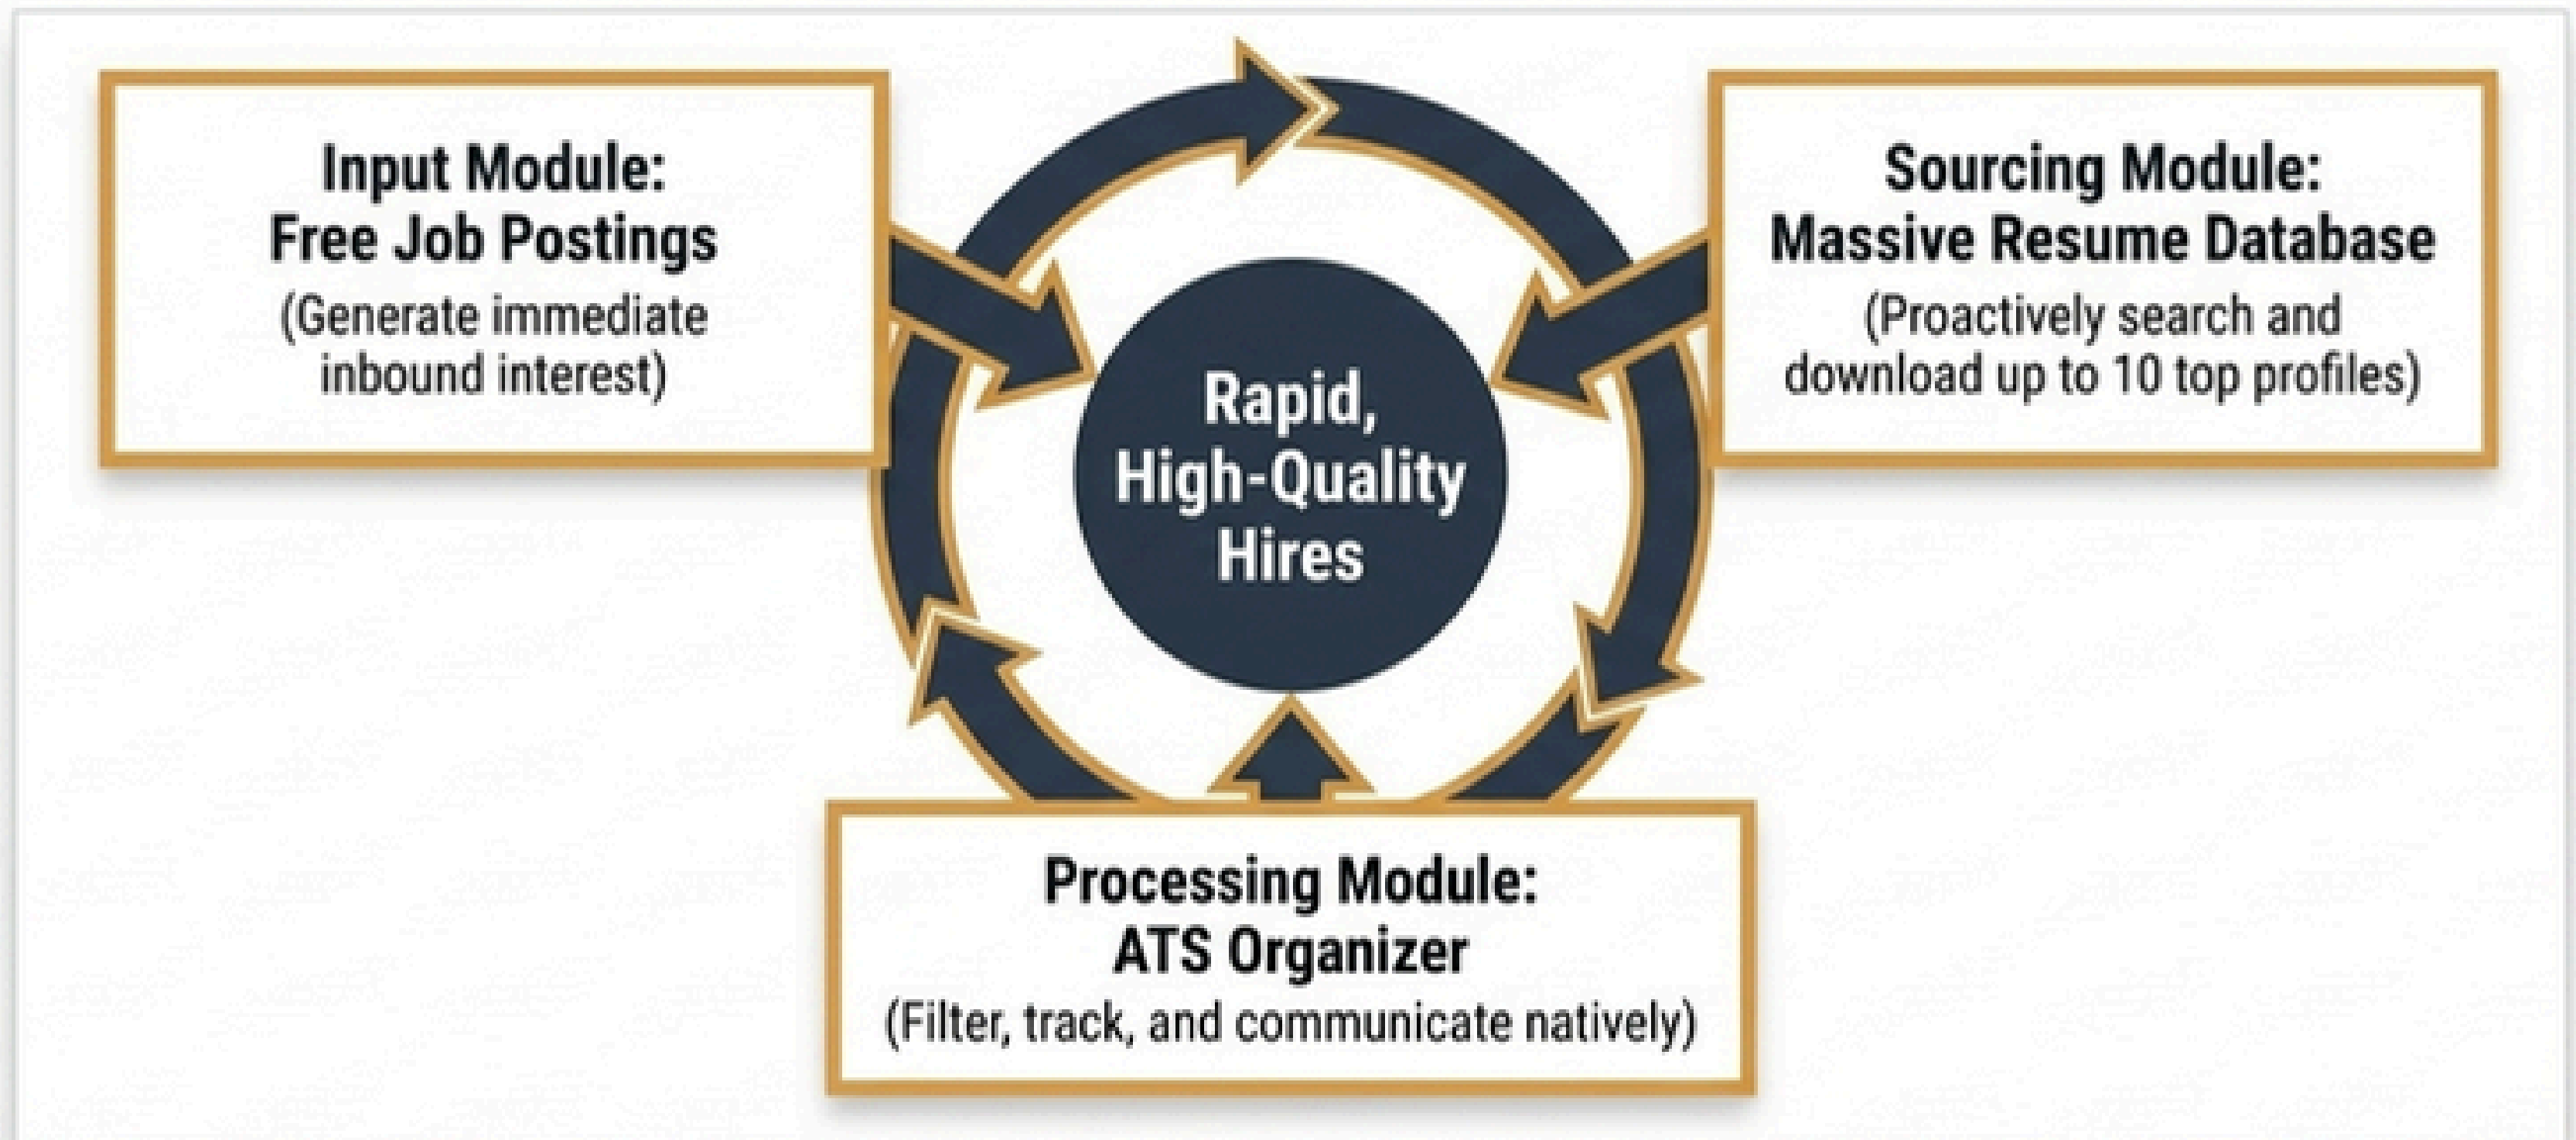 Input Module:
Free Job Postings
(Generate immediate
inbound interest)
Sourcing Module:
Massive Resume Database
(Proactively search and
download up to 10 top profiles)
Rapid,
High-Quality
Hires
Processing Module:
ATS Organizer
(Filter, track, and communicate natively)